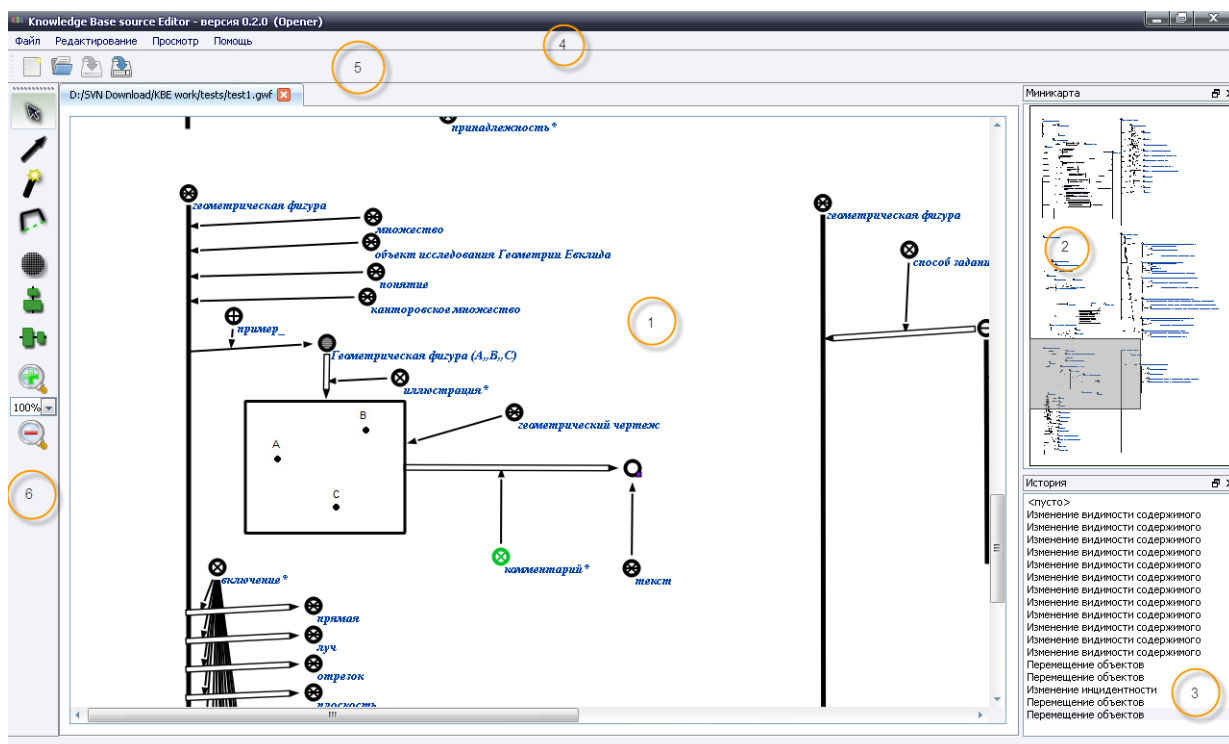 Knowledge Base source Editor - версия 0.2.0 (Opener)
Файл Редактирование Просмотр Помощь
4
5
D:/SVN Download/KBE work/tests/test1.gwf
Миникарта
принадлежность*
геометрическая фигура
множество
объект исследования Геометрии Евклида
понятие
канторовское множество
пример_
Геометрическая фигура (A,,B,,C)
иллюстрация*
B
A
C
геометрический чертеж
комментарий*
текст
включение*
прямая
луч
отрезок
плоскость
1
геометрическая фигура
способ задани
2
100%
6
История
<пусто>
Изменение видимости содержимого
Изменение видимости содержимого
Изменение видимости содержимого
Изменение видимости содержимого
Изменение видимости содержимого
Изменение видимости содержимого
Изменение видимости содержимого
Изменение видимости содержимого
Изменение видимости содержимого
Изменение видимости содержимого
Изменение видимости содержимого
Изменение видимости содержимого
Перемещение объектов
Перемещение объектов
Изменение инцидентности
Перемещение объектов
Перемещение объектов
3